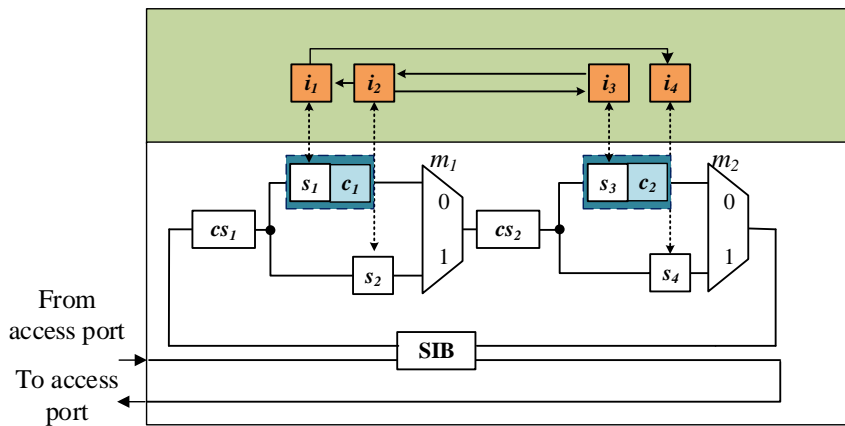 i1 i2 i3 i4
s1 c1 m1 s3 c2 m2
0 0
cs1 cs2
1 1
s2 s4
From
access port
SIB
To access
port